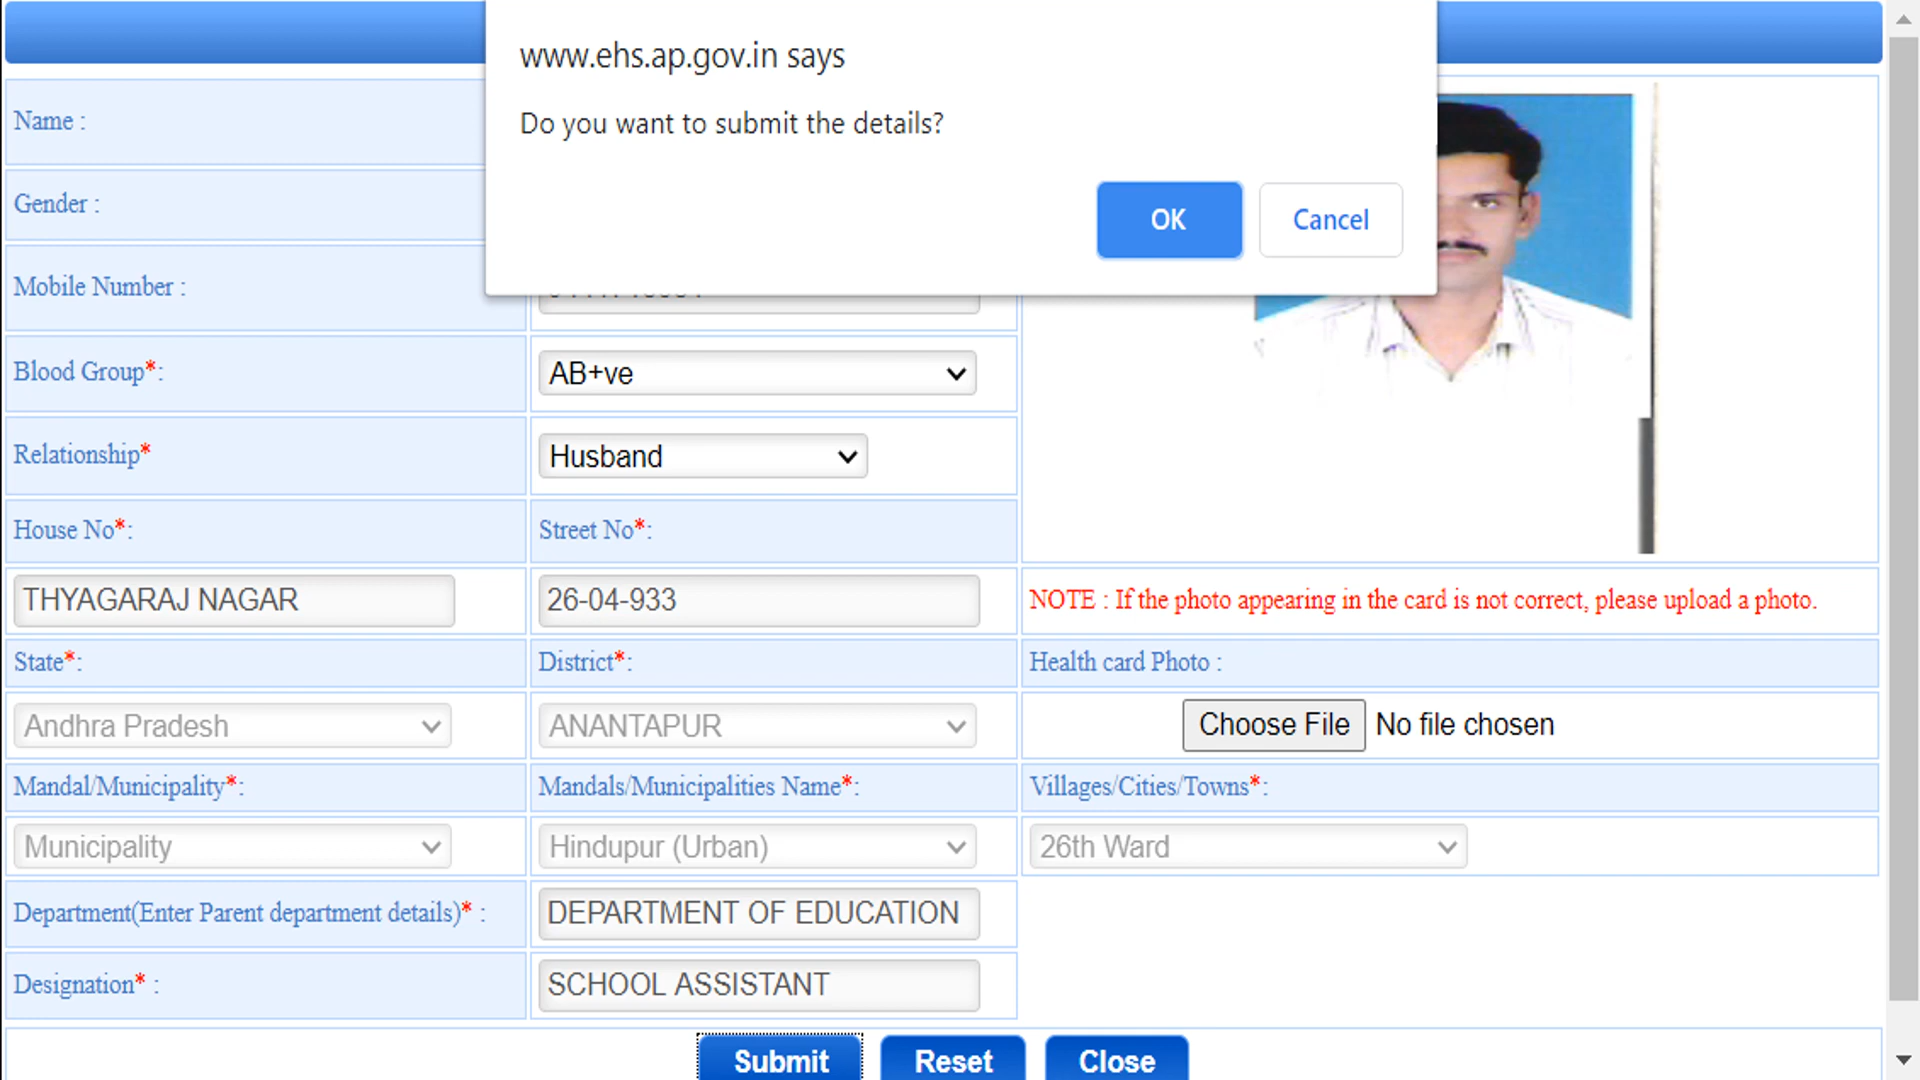 www.ehs.ap.gov.in says
Do you want to submit the details?
OK Cancel
Name :
Gender :
Mobile Number :
Blood Group*: AB+ve
Relationship* Husband
House No*: Street No*:
THYAGARAJ NAGAR 26-04-933 NOTE : If the photo appearing in the card is not correct, please upload a photo.
State*: District*: Health card Photo :
Andhra Pradesh ANANTAPUR Choose File No file chosen
Mandal/Municipality*: Mandals/Municipalities Name*: Villages/Cities/Towns*:
Municipality Hindupur (Urban) 26th Ward
Department(Enter Parent department details)* : DEPARTMENT OF EDUCATION
Designation* : SCHOOL ASSISTANT
Submit Reset Close